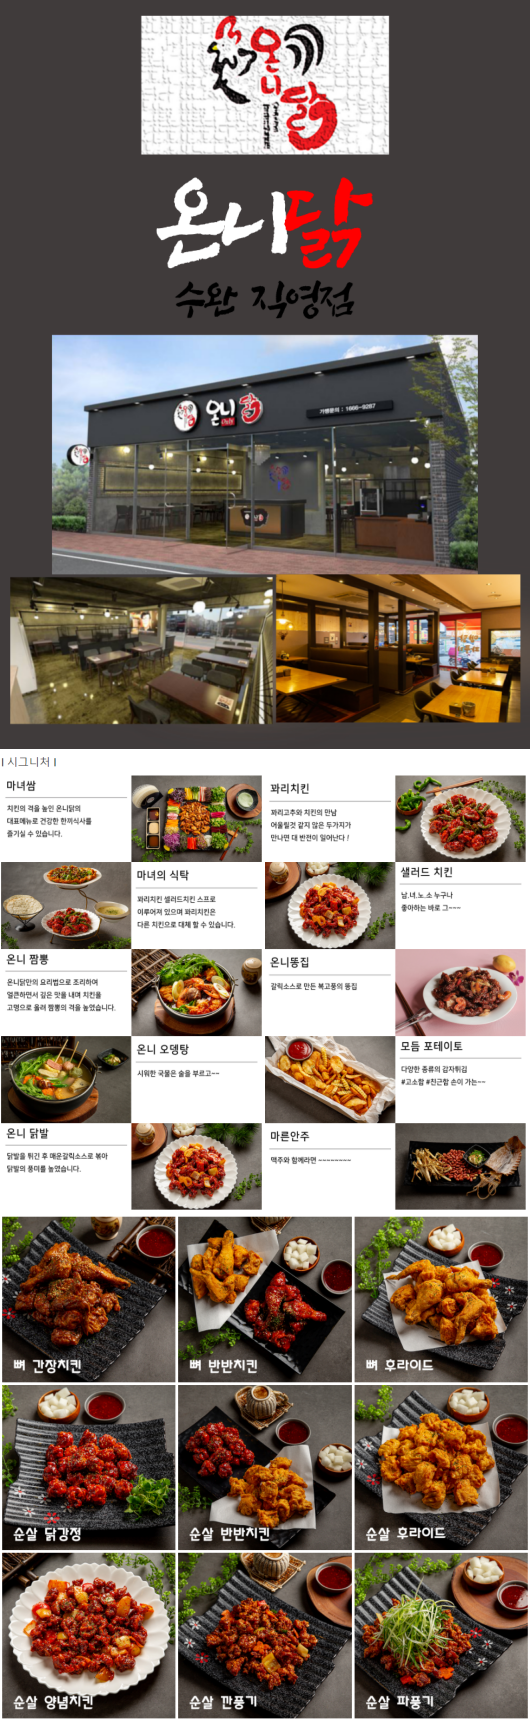 온니닭
온니닭
수완 직영점
온니 닭
Only
가맹문의 : 1666-9287
시그니처
마녀쌈
치킨의 격을 높인 온니닭의
대표메뉴로 건강한 한끼식사를
즐기실 수 있습니다.
꽈리치킨
꽈리고추와 치킨의 만남
어울릴것 같지 않은 두가지가
만나면 대 반전이 일어난다 !
마녀의 식탁
꽈리치킨 샐러드치킨 스프로
이루어져 있으며 꽈리치킨은
다른 치킨으로 대체 할 수 있습니다.
샐러드 치킨
남.녀.노.소 누구나
좋아하는 바로 그~~~
온니 짬뽕
온니닭만의 요리법으로 조리하여
얼큰하면서 깊은 맛을 내며 치킨을
고명으로 올려 짬뽕의 격을 높였습니다.
온니똥집
갈릭소스로 만든 복고풍의 똥집
온니 오뎅탕
시원한 국물은 술을 부르고~~
모듬 포테이토
다양한 종류의 감자튀김
#고소함 #친근함 손이 가는~~
온니 닭발
닭발을 튀긴 후 매운갈릭소스로 볶아
닭발의 풍미를 높였습니다.
마른안주
맥주와 함께라면 ~~~~~~~~
뼈 간장치킨
뼈 반반치킨
뼈 후라이드
순살 닭강정
순살 반반치킨
순살 후라이드
순살 양념치킨
순살 깐풍기
순살 파풍기